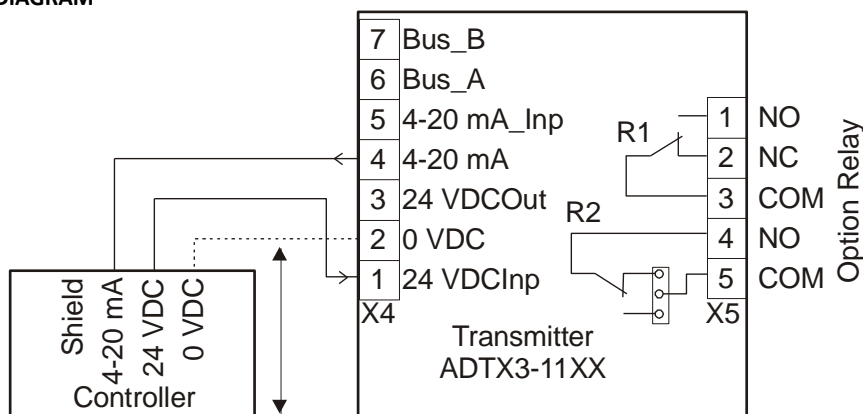 DIAGRAM
7 Bus_B
6 Bus_A
5 4-20 mA_Inp
4 4-20 mA
3 24 VDCOut
2 0 VDC
1 24 VDCInp
X4
R1
R2
1 NO
2 NC
3 COM
4 NO
5 COM
X5
Option Relay
Transmitter
ADTX3-11XX
Shield
4-20 mA
24 VDC
0 VDC
Controller